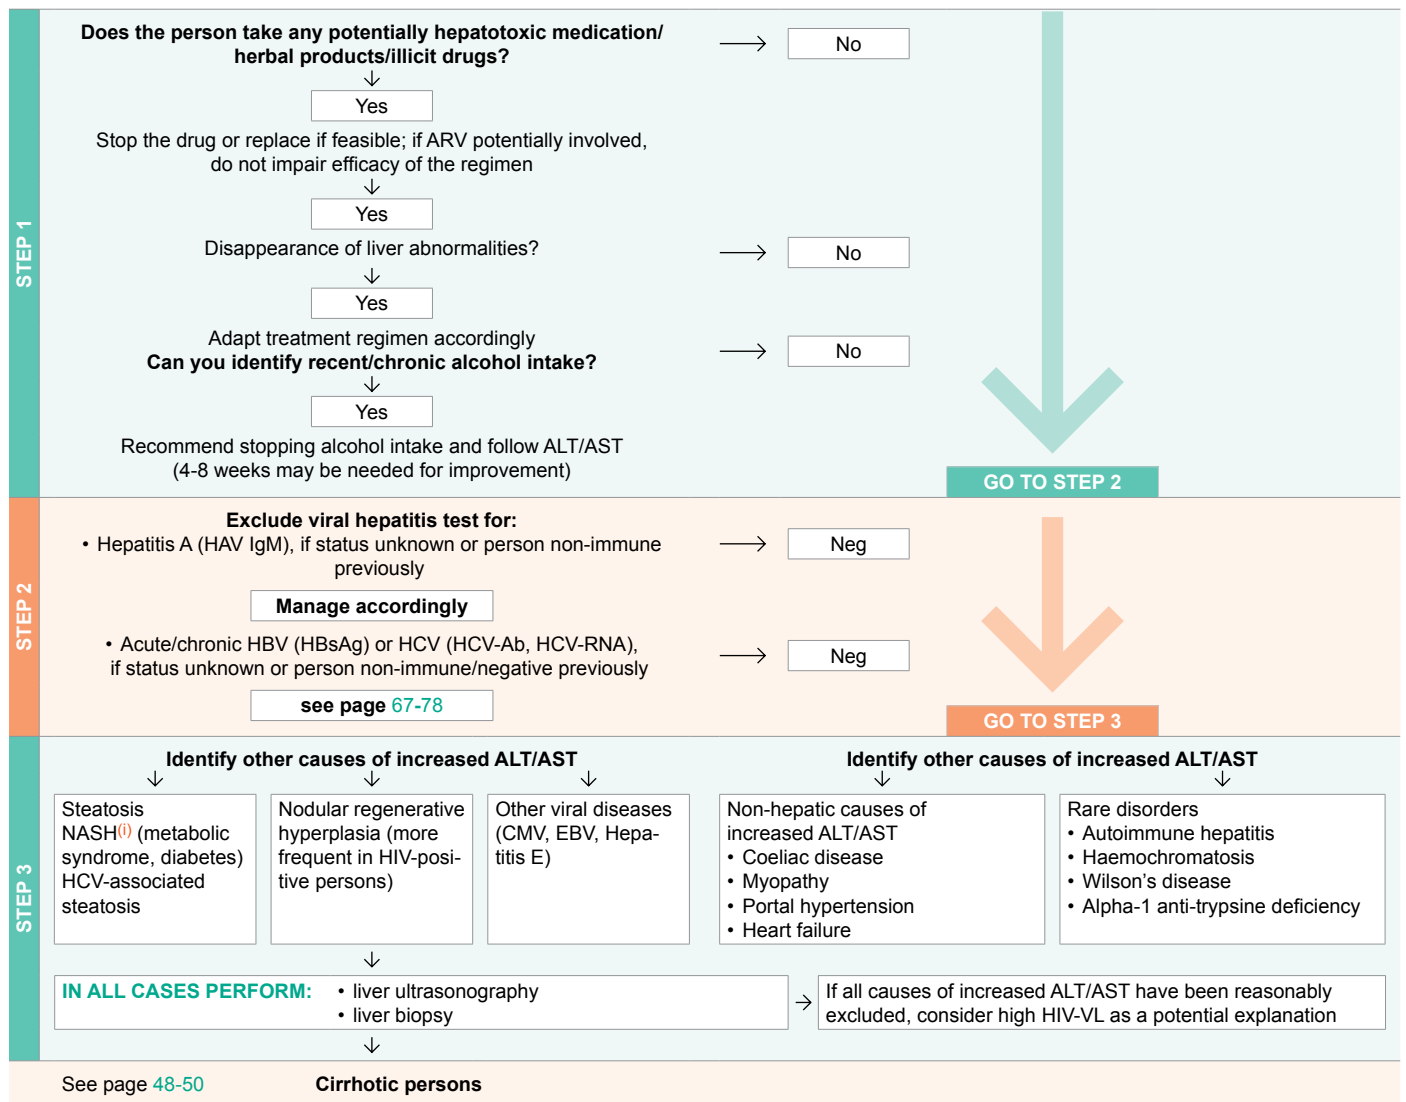 STEP 1
Does the person take any potentially hepatotoxic medication/
herbal products/illicit drugs?
No
Yes
Stop the drug or replace if feasible; if ARV potentially involved,
do not impair efficacy of the regimen
Yes
Disappearance of liver abnormalities?
No
Yes
Adapt treatment regimen accordingly
Can you identify recent/chronic alcohol intake?
No
Yes
Recommend stopping alcohol intake and follow ALT/AST
(4-8 weeks may be needed for improvement)
GO TO STEP 2
STEP 2
Exclude viral hepatitis test for:
• Hepatitis A (HAV IgM), if status unknown or person non-immune
previously
Neg
Manage accordingly
• Acute/chronic HBV (HBsAg) or HCV (HCV-Ab, HCV-RNA),
if status unknown or person non-immune/negative previously
Neg
see page 67-78
GO TO STEP 3
STEP 3
Identify other causes of increased ALT/AST
Steatosis
NASH(i) (metabolic
syndrome, diabetes)
HCV-associated
steatosis
Nodular regenerative
hyperplasia (more
frequent in HIV-posi-
tive persons)
Other viral diseases
(CMV, EBV, Hepa-
titis E)
Identify other causes of increased ALT/AST
Non-hepatic causes of
increased ALT/AST
• Coeliac disease
• Myopathy
• Portal hypertension
• Heart failure
Rare disorders
• Autoimmune hepatitis
• Haemochromatosis
• Wilson's disease
• Alpha-1 anti-trypsine deficiency
IN ALL CASES PERFORM:
• liver ultrasonography
• liver biopsy
If all causes of increased ALT/AST have been reasonably
excluded, consider high HIV-VL as a potential explanation
See page 48-50
Cirrhotic persons